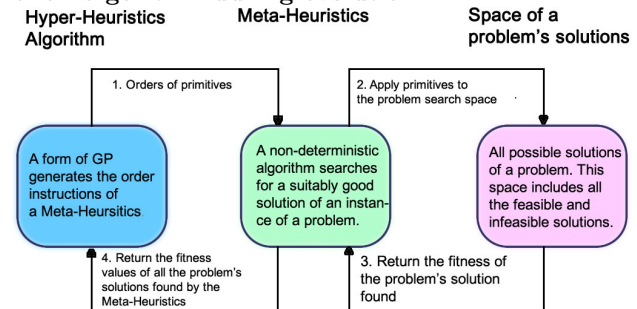 Hyper-Heuristics
Algorithm
Meta-Heuristics
Space of a
problem's solutions
1. Orders of primitives
2. Apply primitives to
the problem search space
A form of GP
generates the order
instructions of
a Meta-Heursitics
A non-deterministic
algorithm searches
for a suitably good
solution of an instan-
ce of a problem.
All possible solutions
of a problem. This
space includes all
the feasible and
infeasible solutions.
4. Return the fitness
values of all the problem's
solutions found by the
Meta-Heuristics
3. Return the fitness of
the problem's solution
found